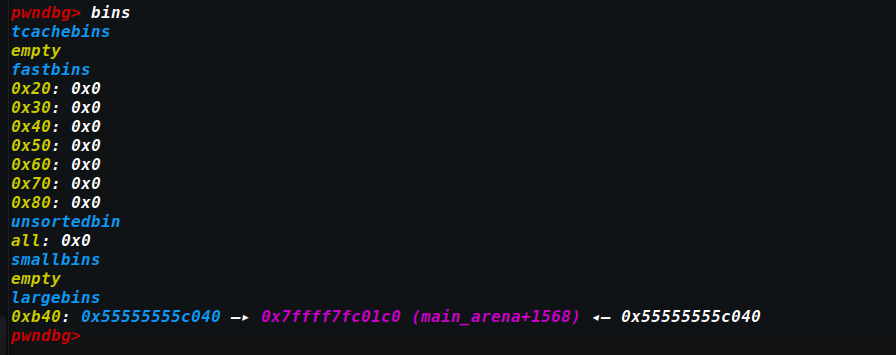 pwndbg> bins
tcachebins
empty
fastbins
0x20: 0x0
0x30: 0x0
0x40: 0x0
0x50: 0x0
0x60: 0x0
0x70: 0x0
0x80: 0x0
unsortedbin
all: 0x0
smallbins
empty
largebins
0xb40: 0x55555555c040 —▸ 0x7ffff7fc01c0 (main_arena+1568) ◂— 0x55555555c040
pwndbg>